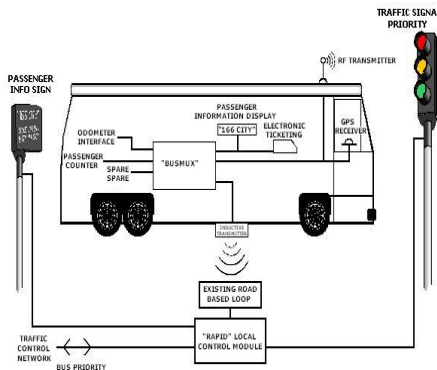 TRAFFIC SIGNAL
PRIORITY
PASSENGER
INFO SIGN
RF TRANSMITTER
PASSENGER
INFORMATION DISPLAY
"166 CITY"
ELECTRONIC
TICKETING
GPS
RECEIVER
ODOMETER
INTERFACE
PASSENGER
COUNTER
SPARE
SPARE
"BUSMUX"
INDUCTIVE
TRANSMITTER
EXISTING ROAD
BASED LOOP
"RAPID" LOCAL
CONTROL MODULE
TRAFFIC
CONTROL
NETWORK
BUS PRIORITY